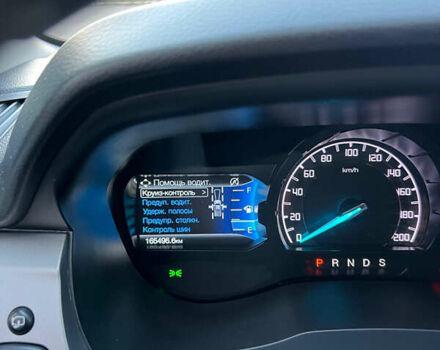 Помощь водит.
Круиз-контроль >
Предуп. водит.
Удерж. полосы
Предупр. столкн.
Контроль шин
165496.6км
F
E
km/h
0
20
40
60
80
100
120
140
160
180
200
P R N D S